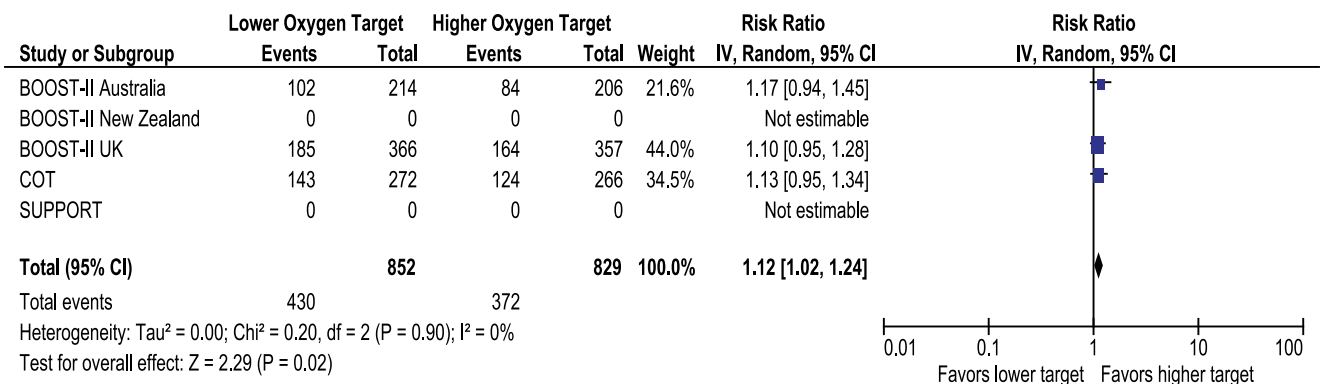 Lower Oxygen Target Higher Oxygen Target Risk Ratio Risk Ratio
Study or Subgroup Events Total Events Total Weight IV, Random, 95% CI IV, Random, 95% CI
BOOST-II Australia 102 214 84 206 21.6% 1.17 [0.94, 1.45]
BOOST-II New Zealand 0 0 0 0 Not estimable
BOOST-II UK 185 366 164 357 44.0% 1.10 [0.95, 1.28]
COT 143 272 124 266 34.5% 1.13 [0.95, 1.34]
SUPPORT 0 0 0 0 Not estimable
Total (95% CI) 852 829 100.0% 1.12 [1.02, 1.24]
Total events 430 372
Heterogeneity: Tau² = 0.00; Chi² = 0.20, df = 2 (P = 0.90); I² = 0%
Test for overall effect: Z = 2.29 (P = 0.02)
0.01 0.1 1 10 100
Favors lower target Favors higher target